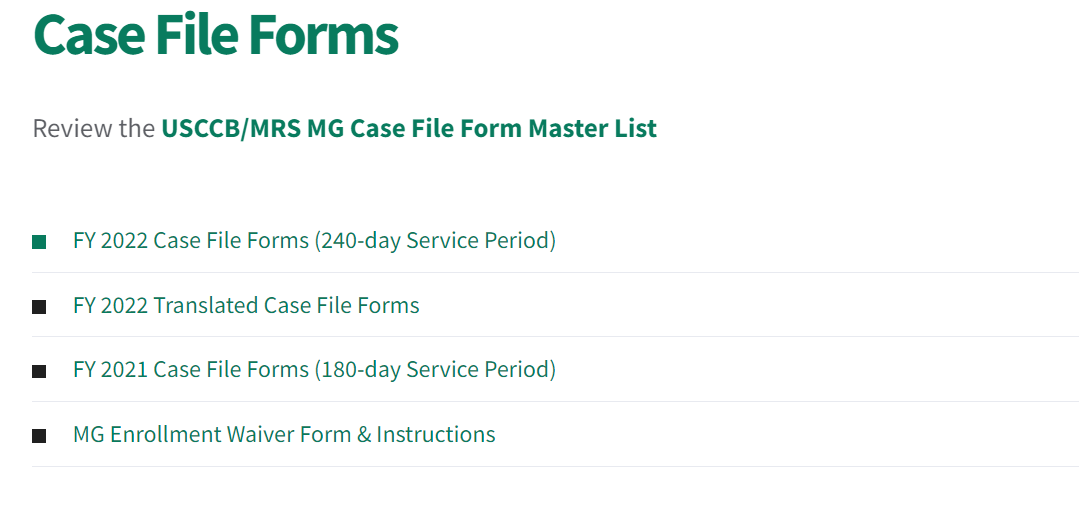 Case File Forms
Review the USCCB/MRS MG Case File Form Master List
FY 2022 Case File Forms (240-day Service Period)
FY 2022 Translated Case File Forms
FY 2021 Case File Forms (180-day Service Period)
MG Enrollment Waiver Form & Instructions